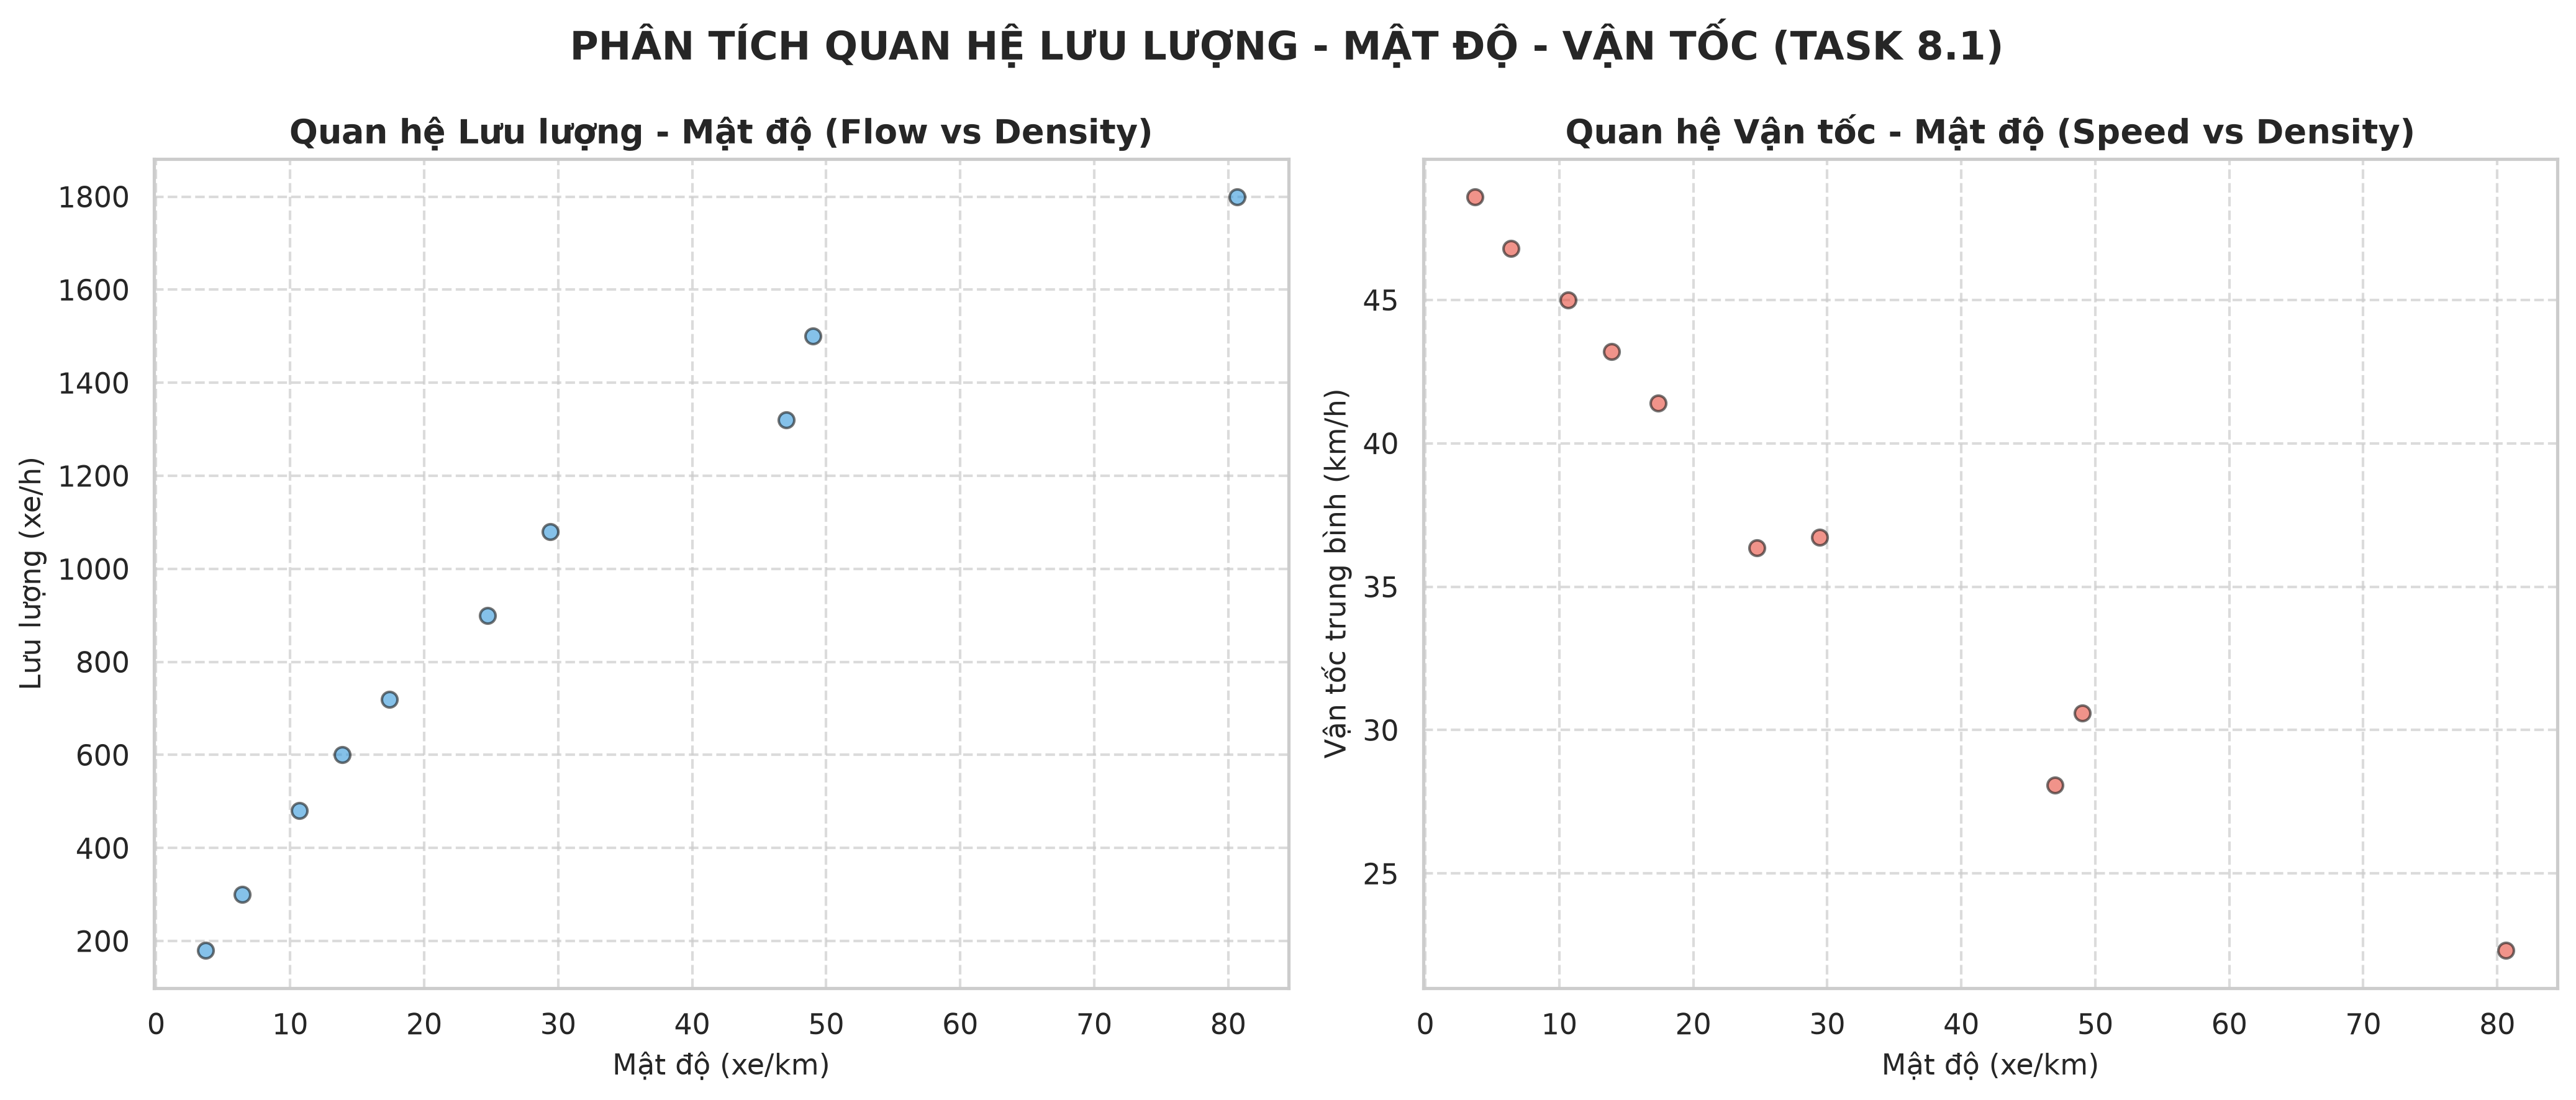 PHÂN TÍCH QUAN HỆ LƯU LƯỢNG - MẬT ĐỘ - VẬN TỐC (TASK 8.1)
Quan hệ Lưu lượng - Mật độ (Flow vs Density)
Lưu lượng (xe/h)
1800
1600
1400
1200
1000
800
600
400
200
0 10 20 30 40 50 60 70 80
Mật độ (xe/km)
Quan hệ Vận tốc - Mật độ (Speed vs Density)
Vận tốc trung bình (km/h)
45
40
35
30
25
0 10 20 30 40 50 60 70 80
Mật độ (xe/km)